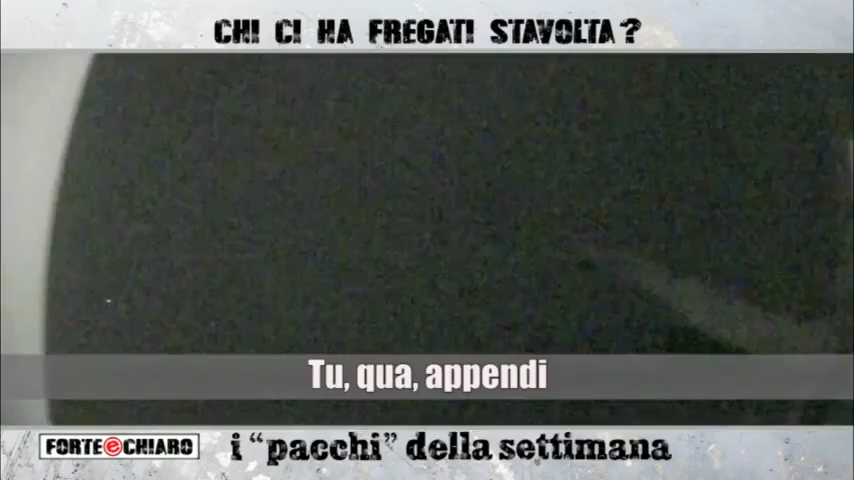 CHI CI HA FREGATI STAVOLTA?
Tu, qua, appendi
FORTE e CHIARO
i “pacchi” della settimana